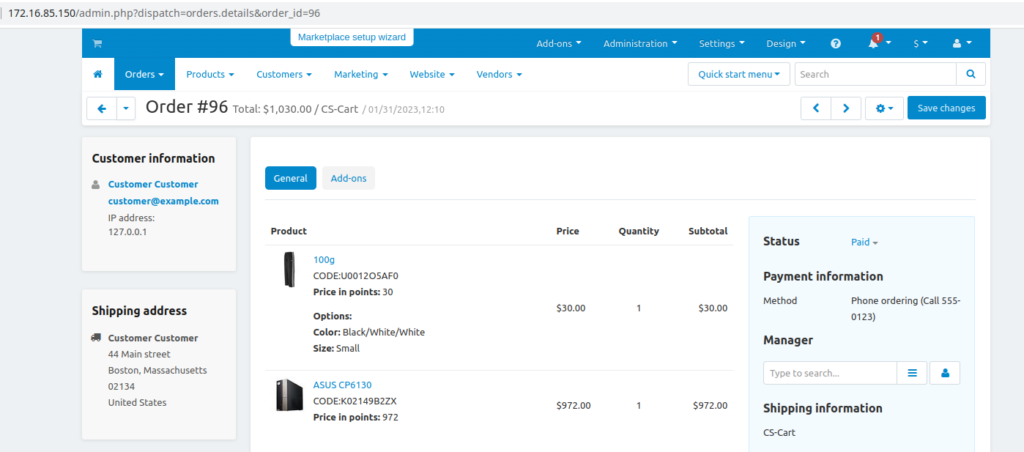 172.16.85.150/admin.php?dispatch=orders.details&order_id=96
Marketplace setup wizard
Add-ons Administration Settings Design ? 1 $
Orders Products Customers Marketing Website Vendors Quick start menu Search
Order #96 Total: $1,030.00 / CS-Cart / 01/31/2023,12:10 Save changes
Customer information
Customer Customer
customer@example.com
IP address:
127.0.0.1
Shipping address
Customer Customer
44 Main street
Boston, Massachusetts
02134
United States
General Add-ons
Product Price Quantity Subtotal
100g
CODE:U0012O5AF0
Price in points: 30
$30.00 1 $30.00
Options:
Color: Black/White/White
Size: Small
ASUS CP6130
CODE:K02149B2ZX
Price in points: 972
$972.00 1 $972.00
Status Paid
Payment information
Method Phone ordering (Call 555-
0123)
Manager
Type to search...
Shipping information
CS-Cart